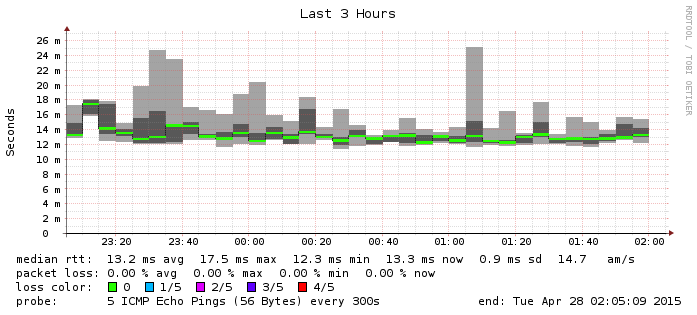 Last 3 Hours
RRDTOOL / TOBI OETIKER
Seconds
26 m
24 m
22 m
20 m
18 m
16 m
14 m
12 m
10 m
8 m
6 m
4 m
2 m
0
23:20 23:40 00:00 00:20 00:40 01:00 01:20 01:40 02:00
median rtt: 13.2 ms avg 17.5 ms max 12.3 ms min 13.3 ms now 0.9 ms sd 14.7 am/s
packet loss: 0.00 % avg 0.00 % max 0.00 % min 0.00 % now
loss color: 0 1/5 2/5 3/5 4/5
probe: 5 ICMP Echo Pings (56 Bytes) every 300s end: Tue Apr 28 02:05:09 2015